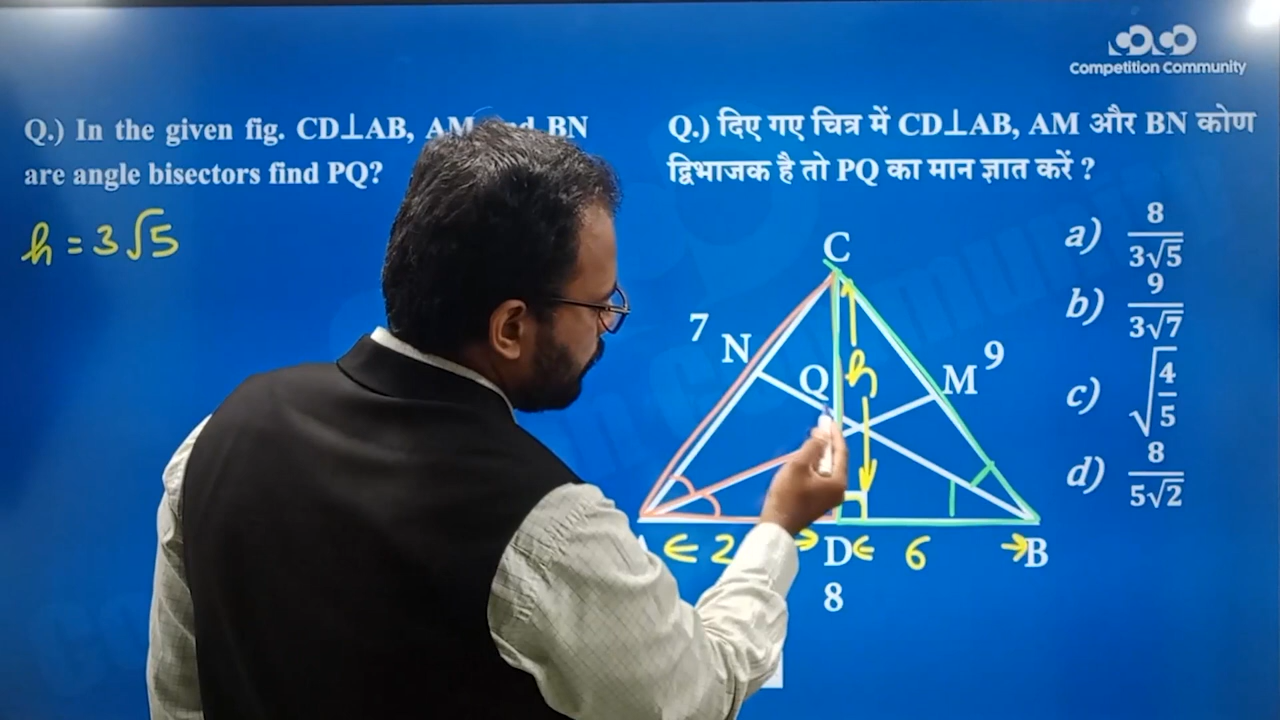 Competition Community
Q.) In the given fig. CD⊥AB, AM BN
are angle bisectors find PQ?
h = 3√5
Q.) दिए गए चित्र में CD⊥AB, AM और BN कोण
द्विभाजक है तो PQ का मान ज्ञात करें ?
a) 8/3√5
b) 9/3√7
c) √4/5
d) 8/5√2
C
7
N
Q
h
M
9
2
D
6
B
8